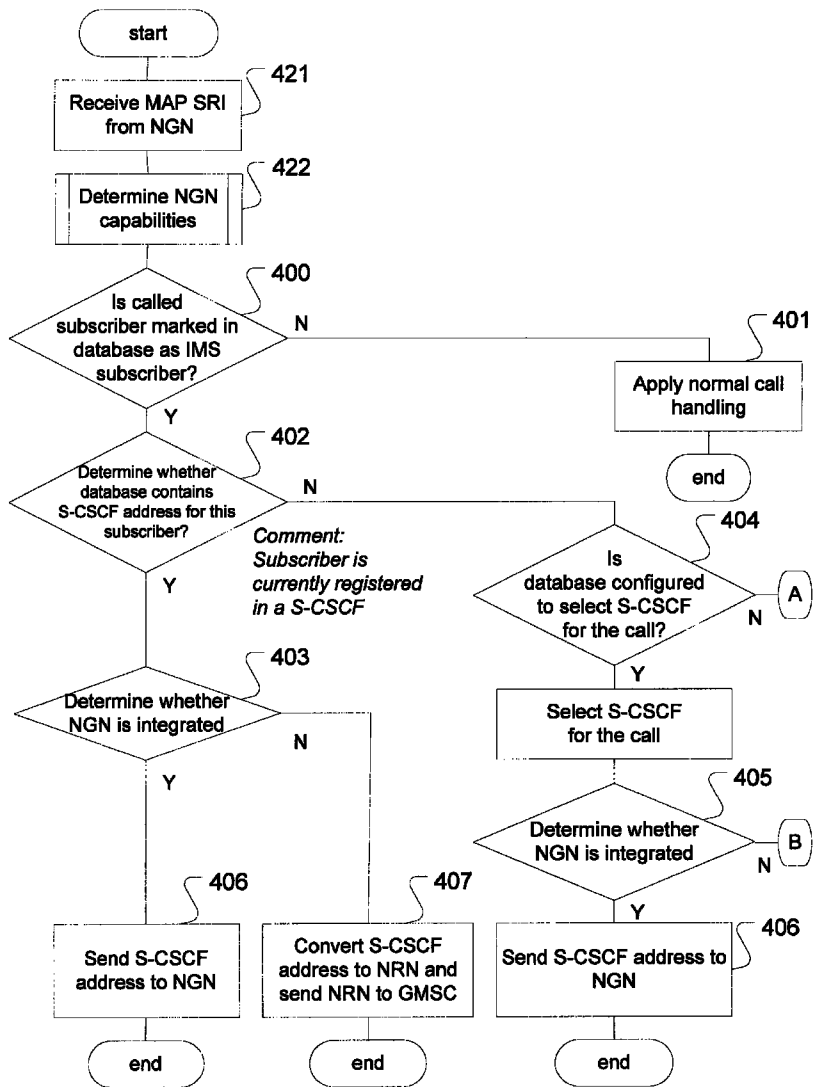 start
421
Receive MAP SRI
from NGN
422
Determine NGN
capabilities
400
Is called
subscriber marked in
database as IMS
subscriber?
N
Y
401
Apply normal call
handling
end
402
Determine whether
database contains
S-CSCF address for this
subscriber?
N
Y
Comment:
Subscriber is
currently registered
in a S-CSCF
404
Is
database configured
to select S-CSCF
for the call?
N
A
Y
Select S-CSCF
for the call
403
Determine whether
NGN is integrated
N
Y
405
Determine whether
NGN is integrated
N
B
Y
406
Send S-CSCF
address to NGN
end
407
Convert S-CSCF
address to NRN and
send NRN to GMSC
end
406
Send S-CSCF address to
NGN
end